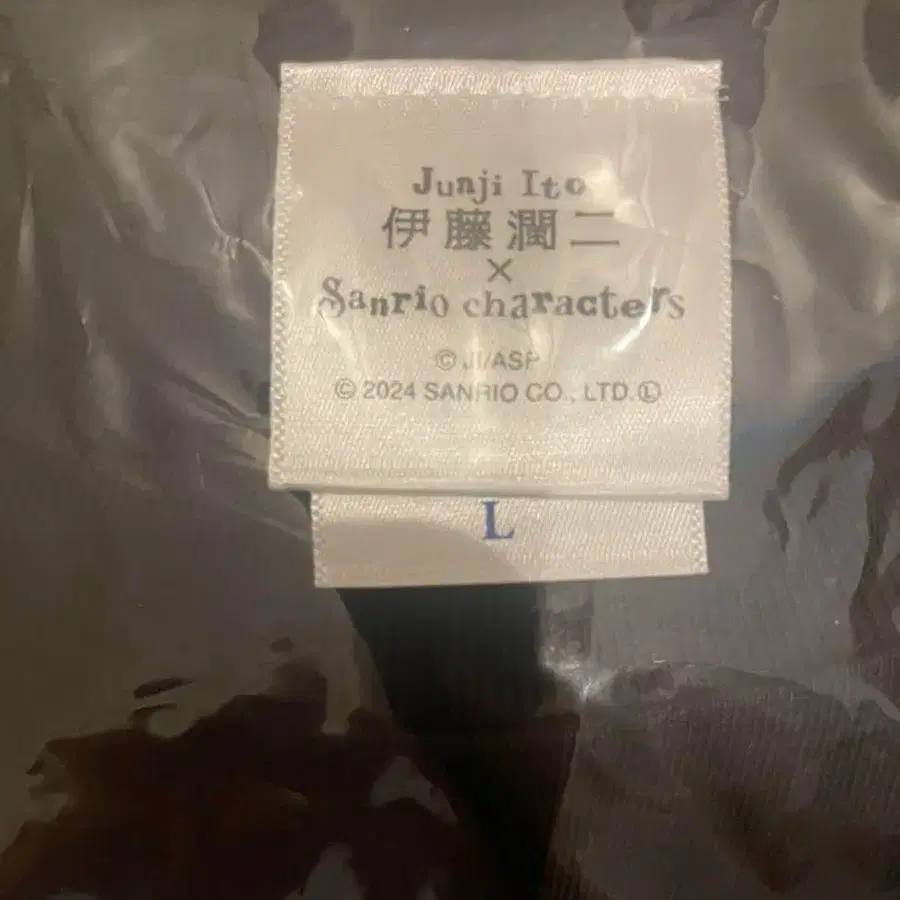 Junji Ito
伊藤潤二
×
Sanrio characters
© JI/ASP
© 2024 SANRIO CO., LTD. Ⓛ
L